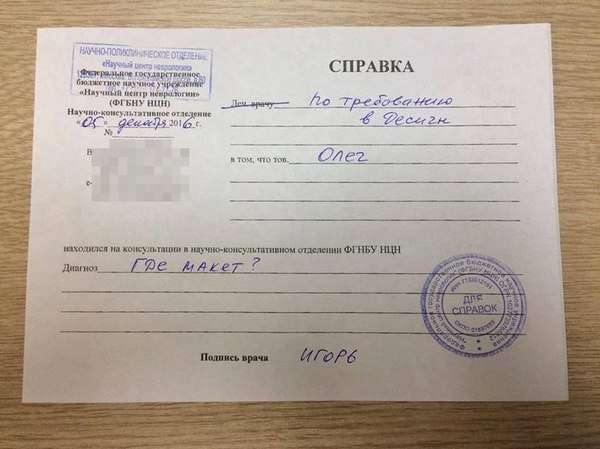 НАУЧНО-ПОЛИКЛИНИЧЕСКОЕ ОТДЕЛЕНИЕ
«Научный центр неврологии»
Федеральное государственное
бюджетное научное учреждение
«Научный центр неврологии»
(ФГБНУ НЦН)
Научно-консультативное отделение
«05» декабря 2016 г.
№
В
е-
СПРАВКА
Леч. врачу По требованию
в Десигн
в том, что тов. Олег
находился на консультации в научно-консультативном отделении ФГНБУ НЦН
Диагноз ГДЕ МАКЕТ?
Подпись врача ИГОРЬ
ДЛЯ
СПРАВОК